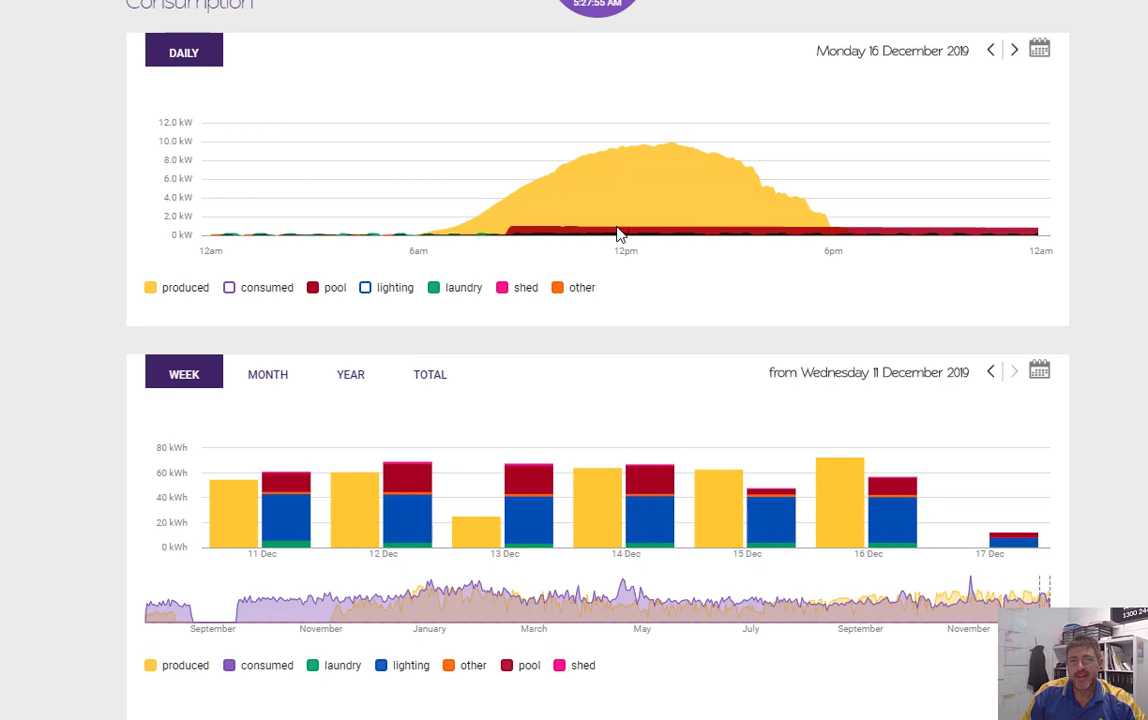 Consumption
5:27:55 AM
DAILY
Monday 16 December 2019
12.0 kW
10.0 kW
8.0 kW
6.0 kW
4.0 kW
2.0 kW
0 kW
12am 6am 12pm 6pm 12am
produced consumed pool lighting laundry shed other
WEEK MONTH YEAR TOTAL
from Wednesday 11 December 2019
80 kWh
60 kWh
40 kWh
20 kWh
0 kWh
11 Dec 12 Dec 13 Dec 14 Dec 15 Dec 16 Dec 17 Dec
September November January March May July September November
produced consumed laundry lighting other pool shed